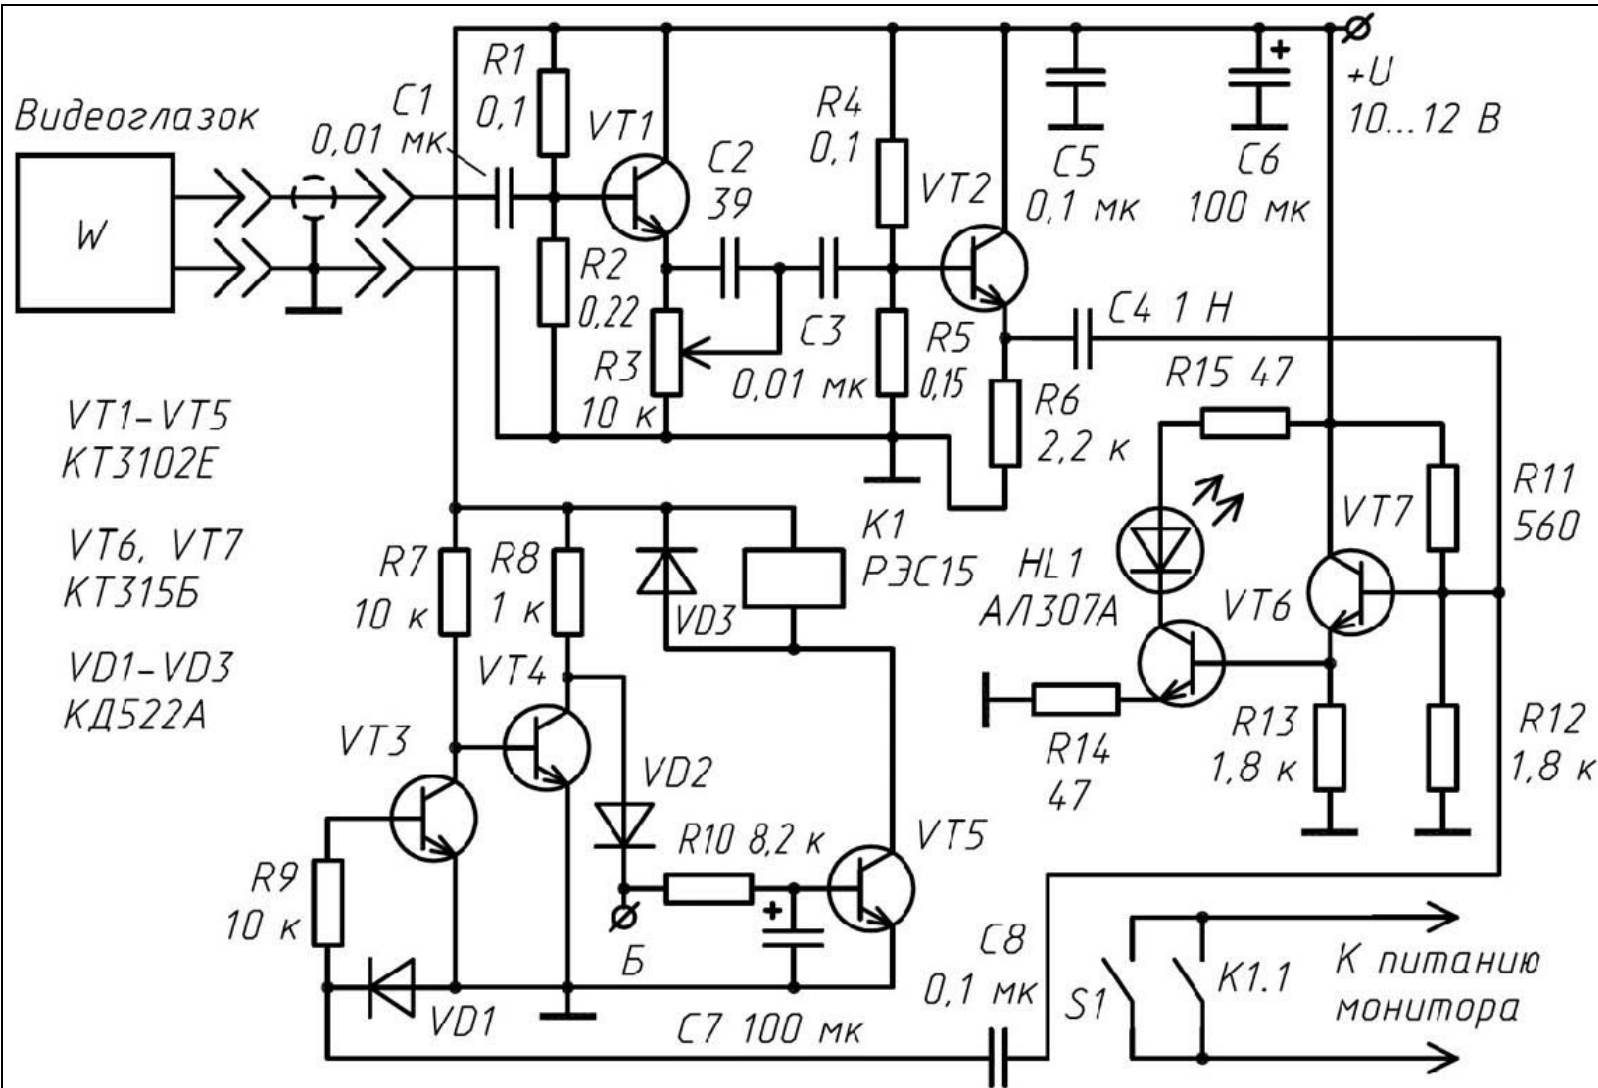 Видеоглазок
W
C1
0,01 мк
R1
0,1
VT1
R2
0,22
C2
39
R3
10 к
C3
0,01 мк
R4
0,1
VT2
R5
0,15
C5
0,1 мк
+
C6
100 мк
+U
10...12 В
C4 1 Н
R6
2,2 к
R15 47
VT1-VT5
КТ3102Е
VT6, VT7
КТ315Б
VD1-VD3
КД522А
R7
10 к
R8
1 к
VD3
K1
РЭС15
HL1
АЛ307А
VT6
VT7
R11
560
R14
47
R13
1,8 к
R12
1,8 к
VT3
VT4
VD2
R10 8,2 к
VT5
R9
10 к
+
Б
VD1
C7 100 мк
C8
0,1 мк
S1
K1.1
К питанию
монитора